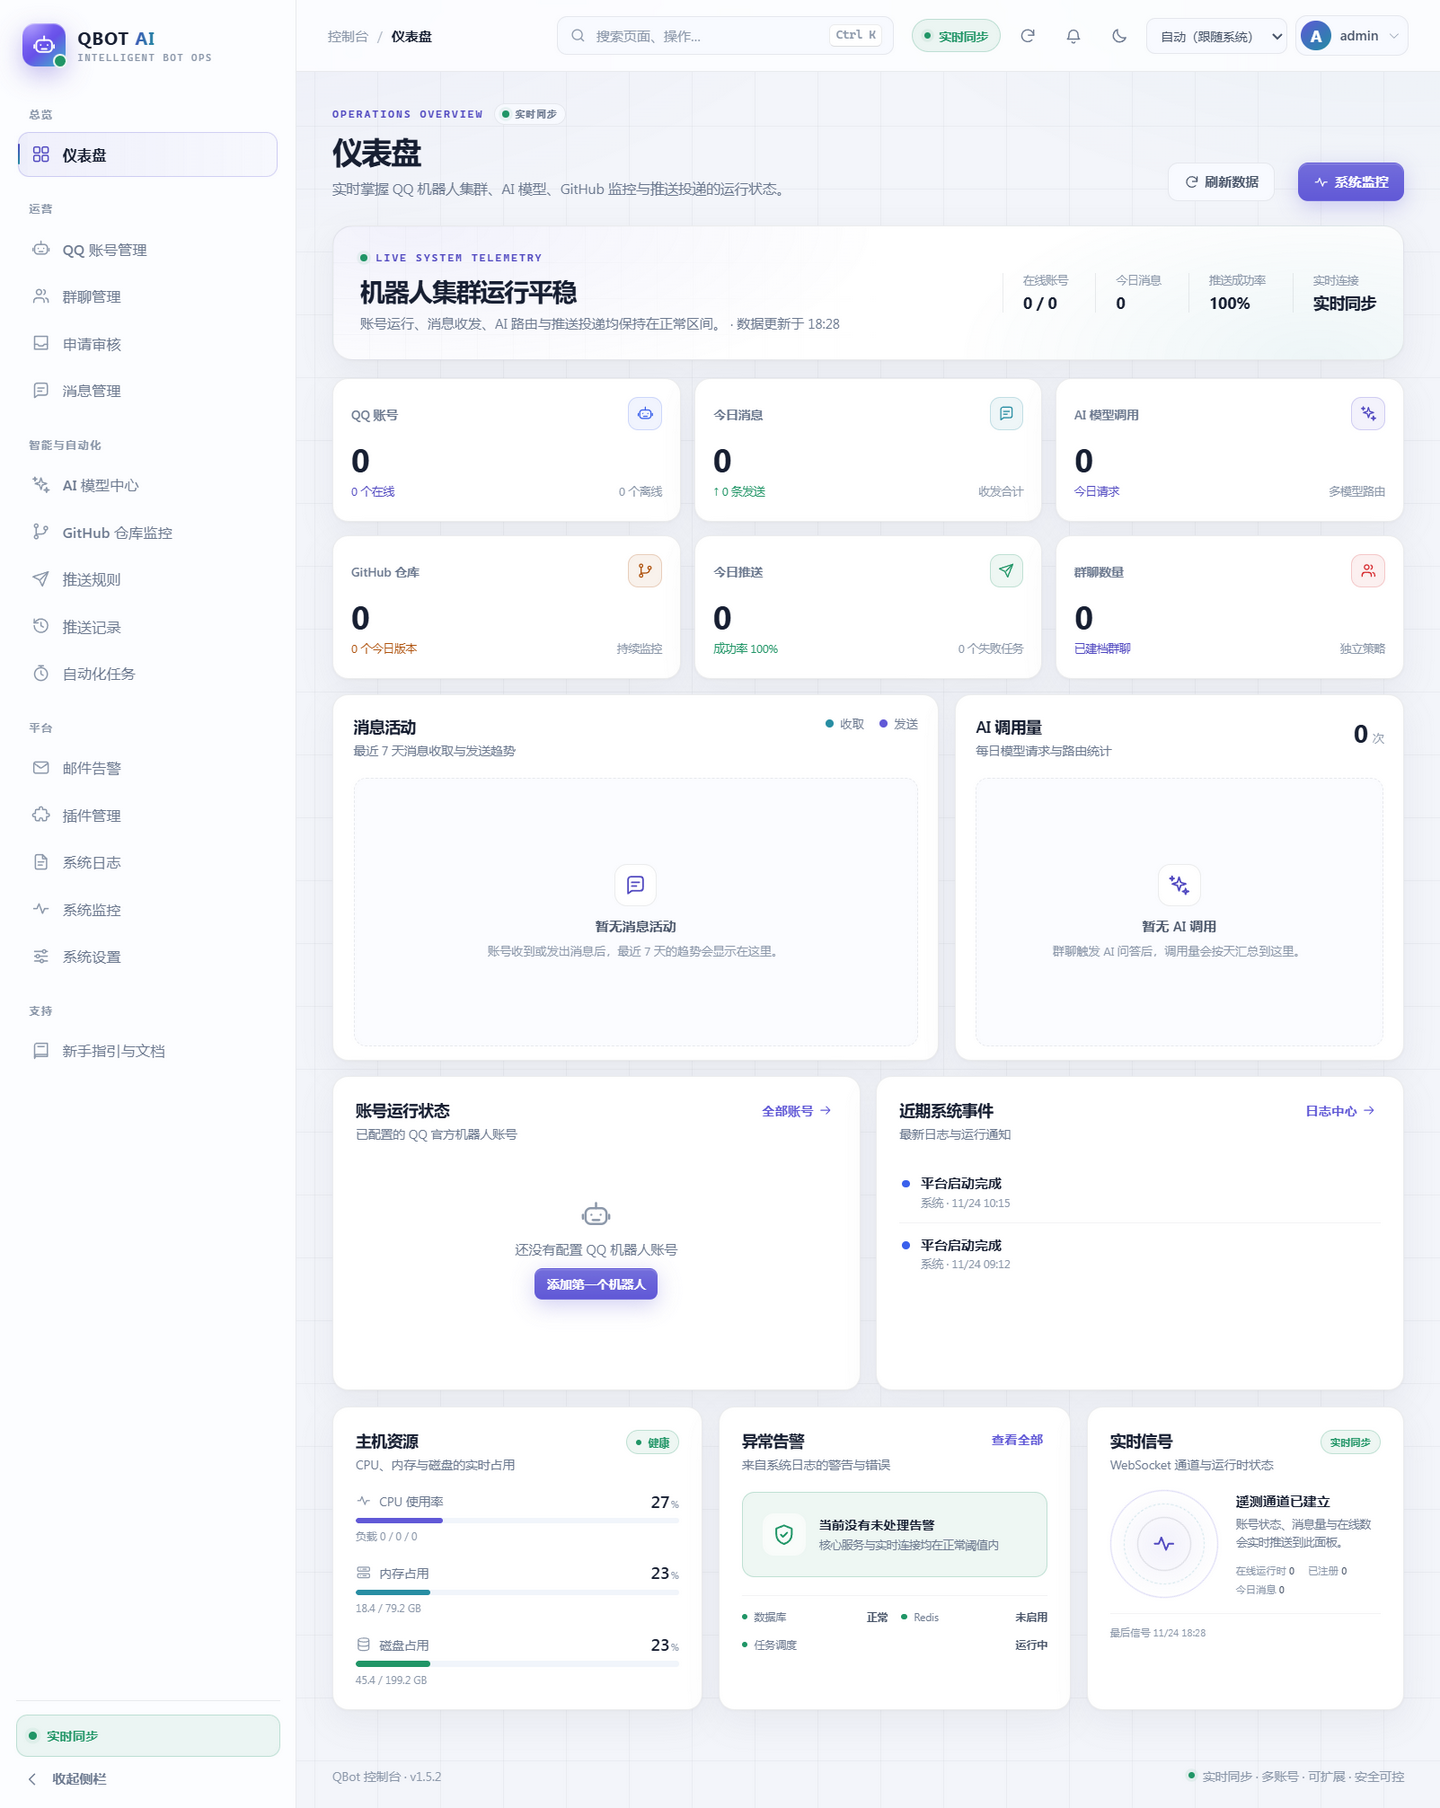 QBOT AI
INTELLIGENT BOT OPS
总览
仪表盘
运营
QQ 账号管理
群聊管理
申请审核
消息管理
智能与自动化
AI 模型中心
GitHub 仓库监控
推送规则
推送记录
自动化任务
平台
邮件告警
插件管理
系统日志
系统监控
系统设置
支持
新手指引与文档
实时同步
收起侧栏
控制台 / 仪表盘
搜索页面、操作... Ctrl K
实时同步
自动（跟随系统）
A admin
OPERATIONS OVERVIEW 实时同步
仪表盘
实时掌握 QQ 机器人集群、AI 模型、GitHub 监控与推送投递的运行状态。
刷新数据 系统监控
LIVE SYSTEM TELEMETRY
机器人集群运行平稳
账号运行、消息收发、AI 路由与推送投递均保持在正常区间。 · 数据更新于 18:28
在线账号 今日消息 推送成功率 实时连接
0 / 0 0 100% 实时同步
QQ 账号
0
0 个在线 0 个离线
今日消息
0
↑ 0 条发送 收发合计
AI 模型调用
0
今日请求 多模型路由
GitHub 仓库
0
0 个今日版本 持续监控
今日推送
0
成功率 100% 0 个失败任务
群聊数量
0
已建档群聊 独立策略
消息活动
最近 7 天消息收取与发送趋势
收取 发送
暂无消息活动
账号收到或发出消息后，最近 7 天的趋势会显示在这里。
AI 调用量
每日模型请求与路由统计
0 次
暂无 AI 调用
群聊触发 AI 问答后，调用量会按天汇总到这里。
账号运行状态
已配置的 QQ 官方机器人账号
全部账号 →
还没有配置 QQ 机器人账号
添加第一个机器人
近期系统事件
最新日志与运行通知
日志中心 →
平台启动完成
系统 · 11/24 10:15
平台启动完成
系统 · 11/24 09:12
主机资源
CPU、内存与磁盘的实时占用
健康
CPU 使用率 27%
负载 0 / 0 / 0
内存占用 23%
18.4 / 79.2 GB
磁盘占用 23%
45.4 / 199.2 GB
异常告警
来自系统日志的警告与错误
查看全部
当前没有未处理告警
核心服务与实时连接均在正常阈值内
数据库 正常
Redis 未启用
任务调度 运行中
实时信号
WebSocket 通道与运行时状态
实时同步
遥测通道已建立
账号状态、消息量与在线数
会实时推送到此面板。
在线运行时 0 已注册 0
今日消息 0
最后信号 11/24 18:28
QBot 控制台 · v1.5.2
实时同步 · 多账号 · 可扩展 · 安全可控